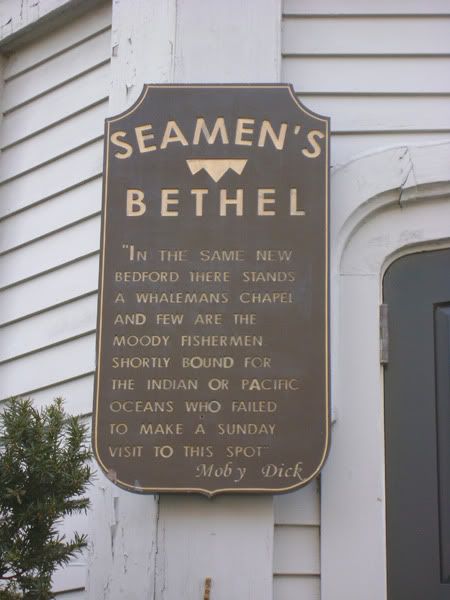 SEAMEN'S
BETHEL
"IN THE SAME NEW
BEDFORD THERE STANDS
A WHALEMANS CHAPEL
AND FEW ARE THE
MOODY FISHERMEN
SHORTLY BOUND FOR
THE INDIAN OR PACIFIC
OCEANS WHO FAILED
TO MAKE A SUNDAY
VISIT TO THIS SPOT"
Moby Dick